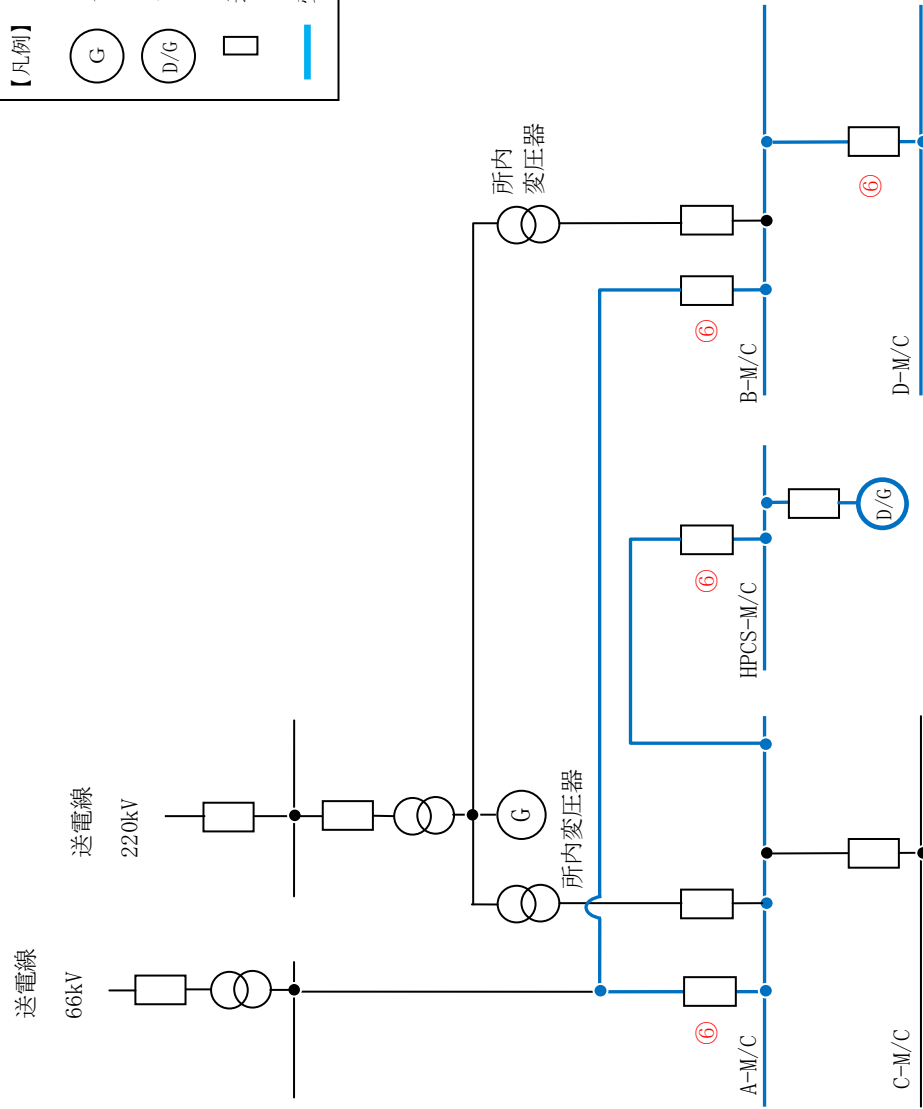 【凡例】
G
D/G
送電線
66kV
送電線
220kV
所内
変圧器
G
所内変圧器
⑥
⑥
⑥
⑥
A-M/C
HPCS-M/C
B-M/C
D/G
C-M/C
D-M/C